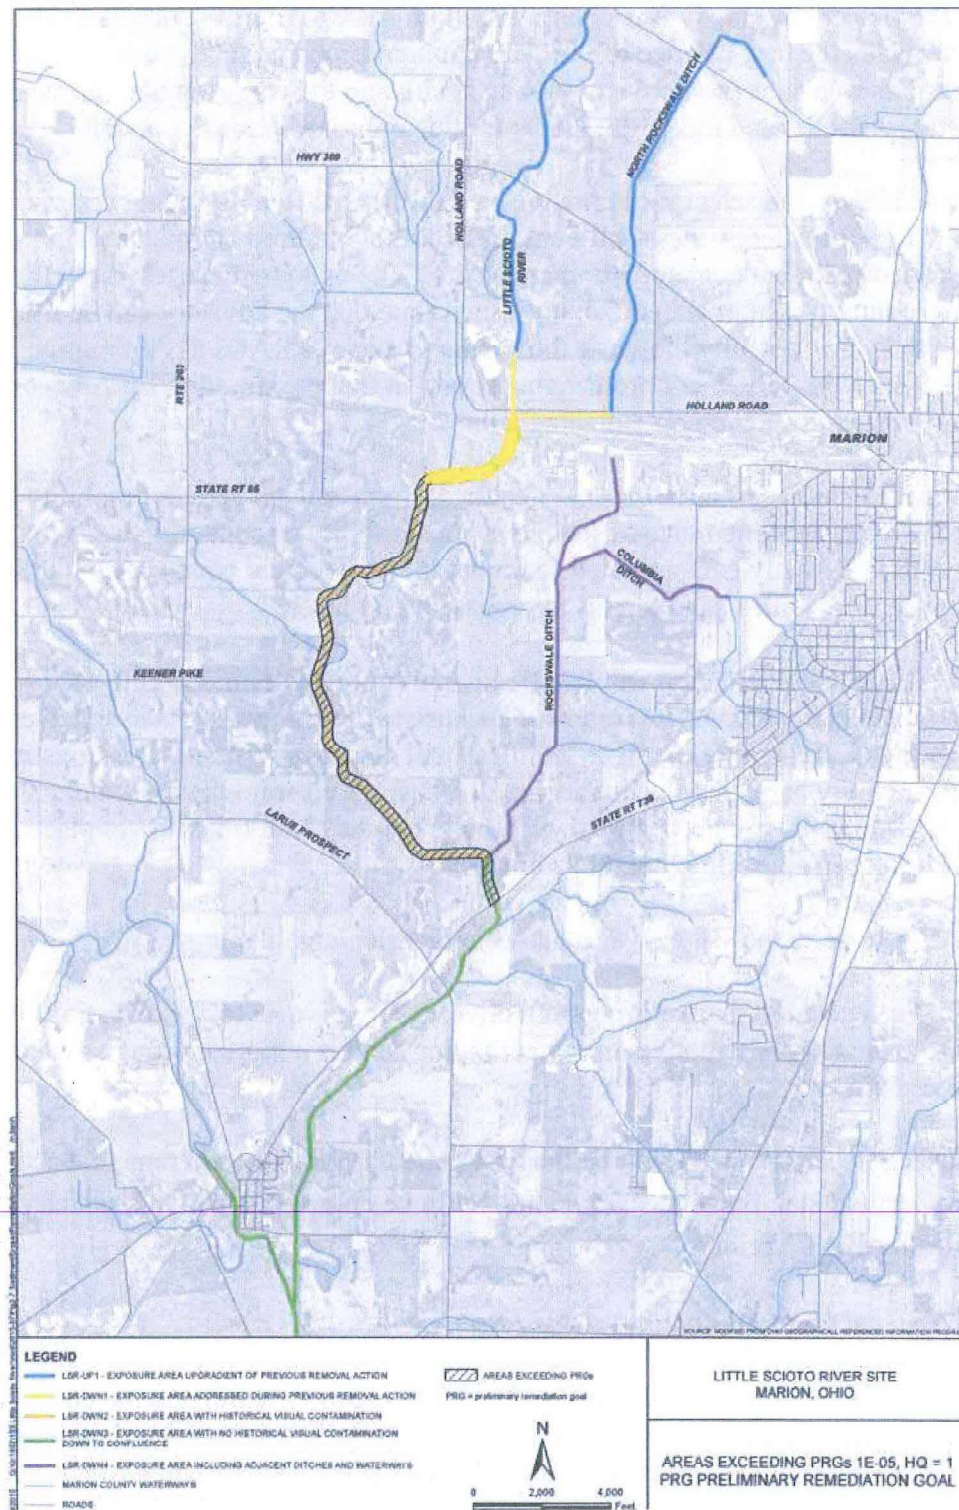 HWY 309
HOLLAND ROAD
NORTH ROCKSWALE DITCH
LITTLE SCIOTO
RIVER
HOLLAND ROAD
MARION
STATE RT 95
COLUMBIA
DITCH
ROCKSWALE DITCH
KEENER PIKE
STATE RT 739
LARUE PROSPECT
LEGEND
LSR-UP1 - EXPOSURE AREA UPGRADIENT OF PREVIOUS REMOVAL ACTION
LSR-DWN1 - EXPOSURE AREA ADDRESSED DURING PREVIOUS REMOVAL ACTION
LSR-DWN2 - EXPOSURE AREA WITH HISTORICAL VISUAL CONTAMINATION
LSR-DWN3 - EXPOSURE AREA WITH NO HISTORICAL VISUAL CONTAMINATION
DOWN TO CONFLUENCE
LSR-DWN4 - EXPOSURE AREA INCLUDING ADJACENT DITCHES AND WATERWAYS
MARION COUNTY WATERWAYS
ROADS
AREAS EXCEEDING PRGs
PRG = preliminary remediation goal
N
0 2,000 4,000
Feet
LITTLE SCIOTO RIVER SITE
MARION, OHIO
AREAS EXCEEDING PRGs 1E-05, HQ = 1
PRG PRELIMINARY REMEDIATION GOAL